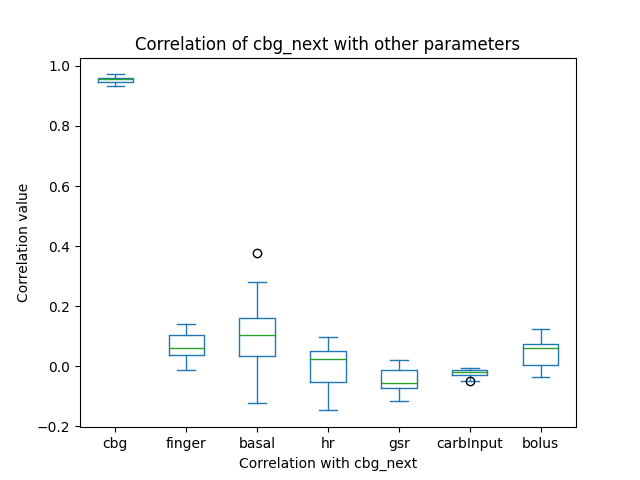 Correlation of cbg_next with other parameters
Correlation value
1.0
0.8
0.6
0.4
0.2
0.0
−0.2
cbg finger basal hr gsr carbInput bolus
Correlation with cbg_next